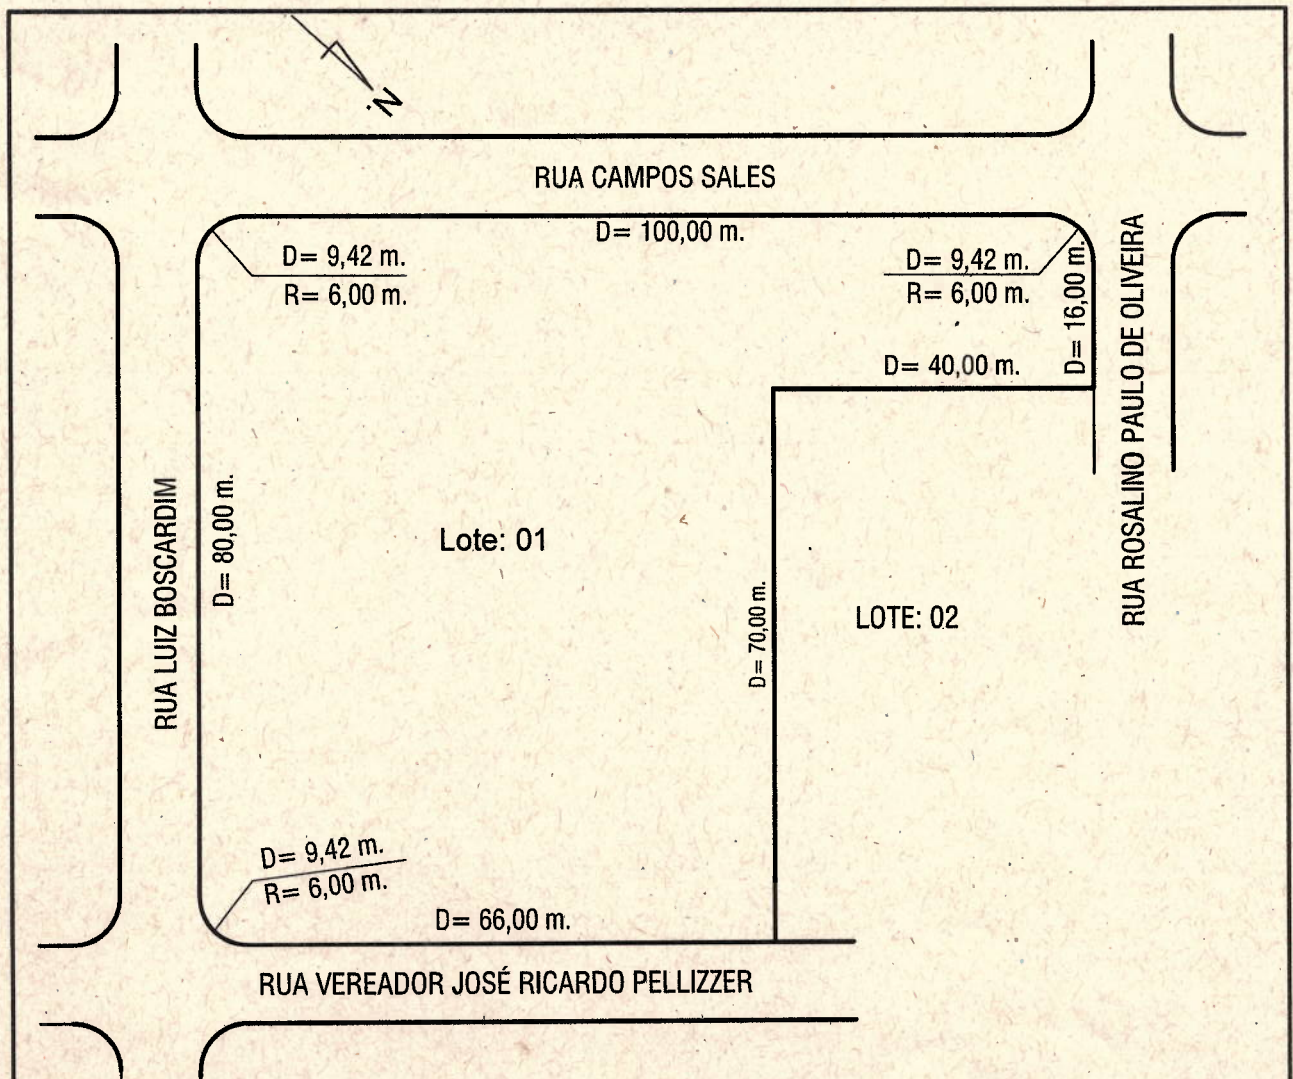 N
RUA CAMPOS SALES
D= 100,00 m.
D= 9,42 m.
R= 6,00 m.
D= 9,42 m.
R= 6,00 m.
D= 16,00 m.
D= 40,00 m.
RUA ROSALINO PAULO DE OLIVEIRA
RUA LUIZ BOSCARDIM
D= 80,00 m.
Lote: 01
D= 70,00 m.
LOTE: 02
D= 9,42 m.
R= 6,00 m.
D= 66,00 m.
RUA VEREADOR JOSÉ RICARDO PELLIZZER